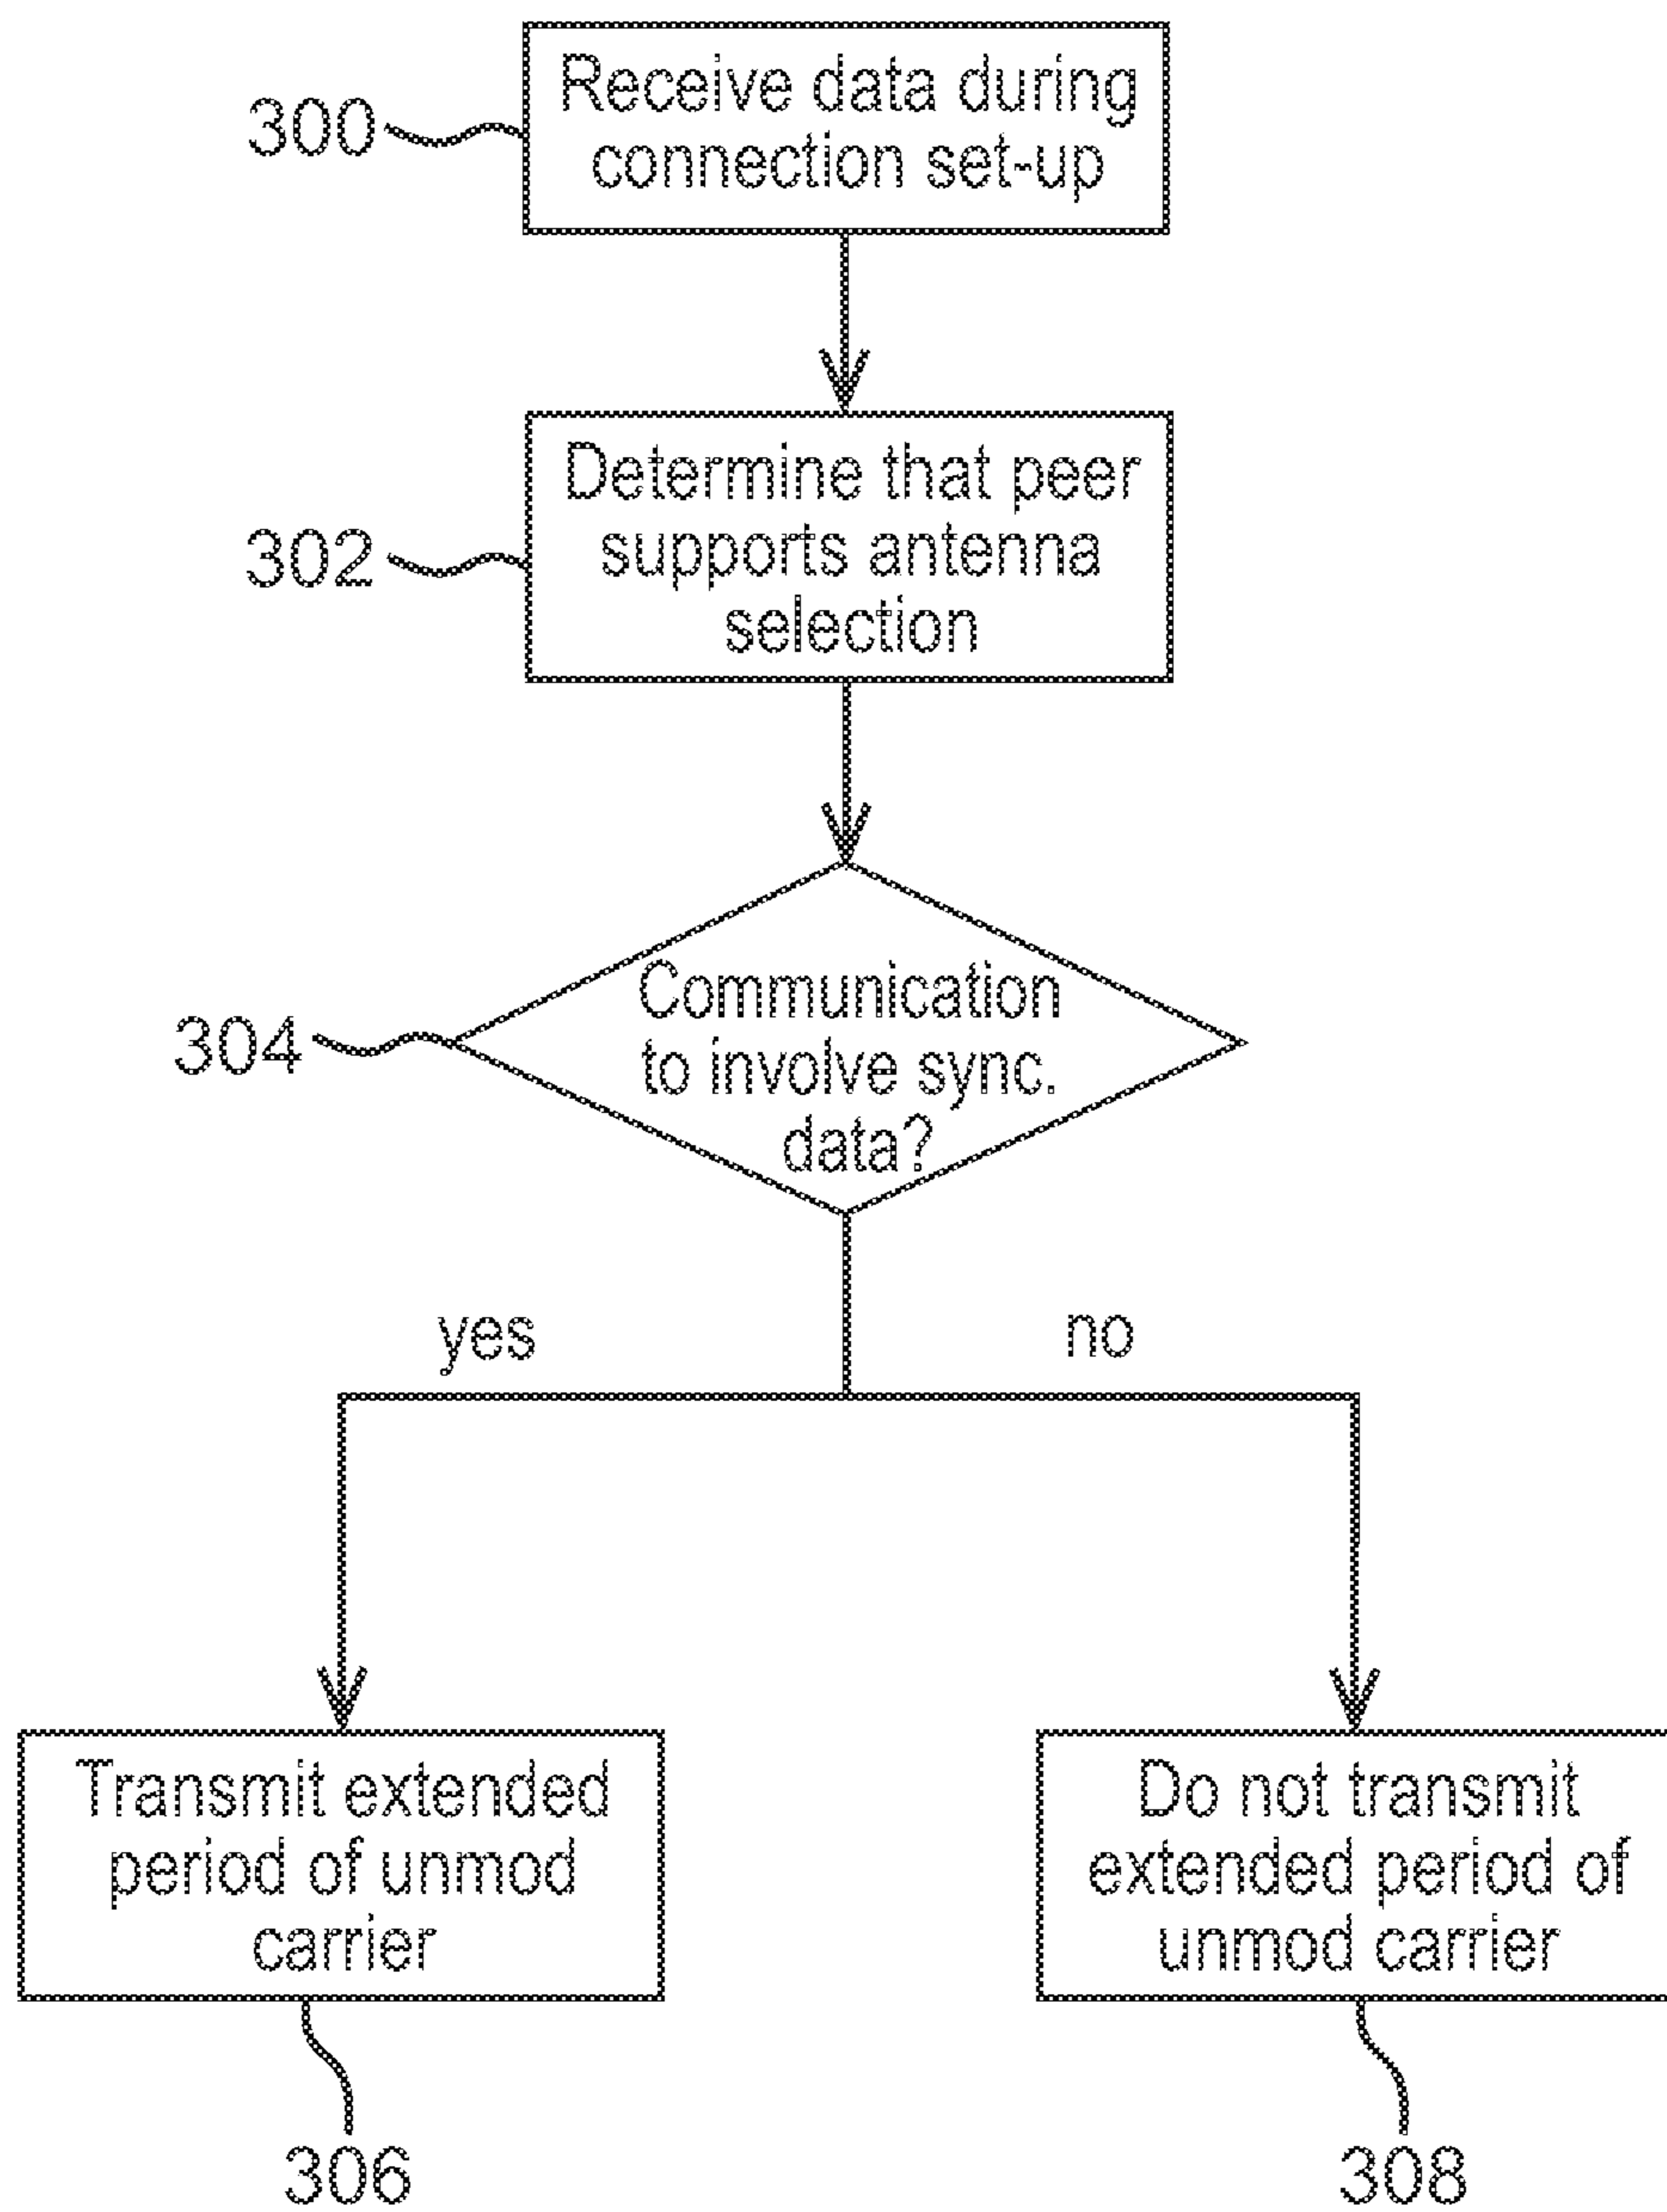 Receive data during
connection set-up
300
Determine that peer
supports antenna
selection
302
Communication
to involve sync.
data?
304
yes
no
Transmit extended
period of unmod
carrier
Do not transmit
extended period of
unmod carrier
306
308